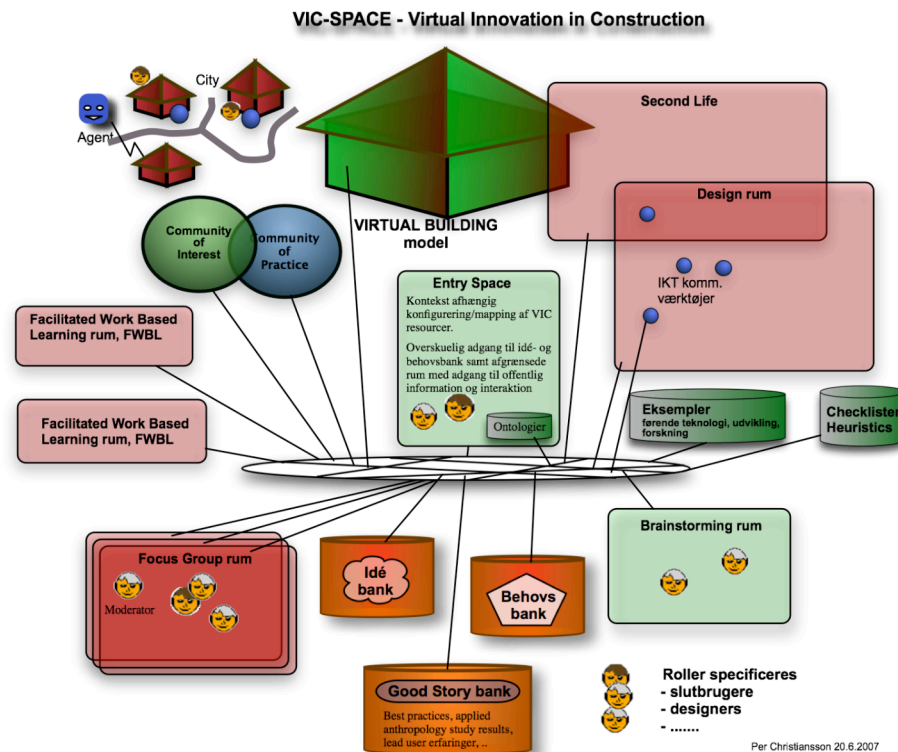 VIC-SPACE - Virtual Innovation in Construction
City
Agent
Second Life
Design rum
IKT komm.
værktøjer
VIRTUAL BUILDING
model
Community
of
Interest
Community
of
Practice
Entry Space
Kontekst afhængig
konfigurering/mapping af VIC
resourcer.
Overskuelig adgang til idé- og
behovsbank samt afgrænsede
rum med adgang til offentlig
information og interaktion
Ontologier
Facilitated Work Based
Learning rum, FWBL
Facilitated Work Based
Learning rum, FWBL
Eksempler
førende teknologi, udvikling,
forskning
Checklister
Heuristics
Focus Group rum
Moderator
Idé
bank
Behovs
bank
Brainstorming rum
Good Story bank
Best practices, applied
anthropology study results,
lead user erfaringer, ..
Roller specificeres
- slutbrugere
- designers
- .......
Per Christiansson 20.6.2007